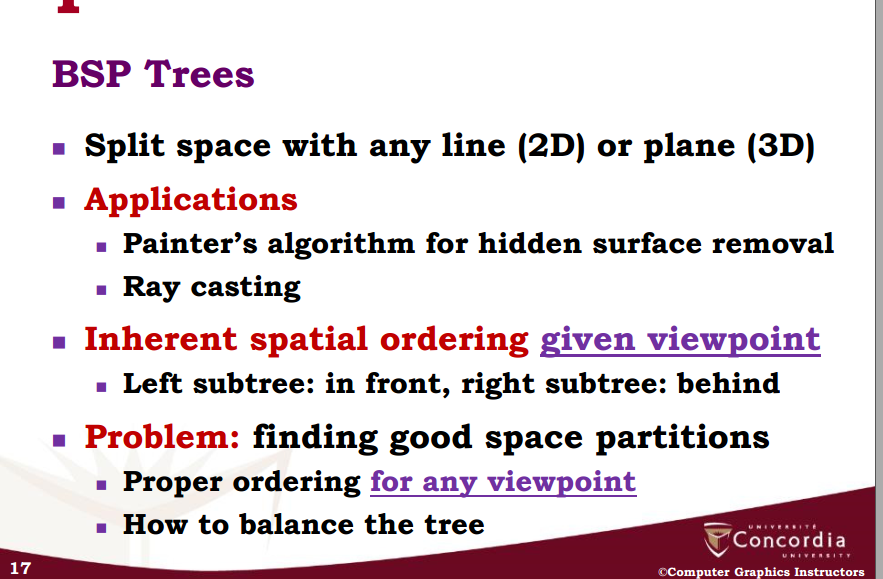 BSP Trees
Split space with any line (2D) or plane (3D)
Applications
Painter’s algorithm for hidden surface removal
Ray casting
Inherent spatial ordering given viewpoint
Left subtree: in front, right subtree: behind
Problem: finding good space partitions
Proper ordering for any viewpoint
How to balance the tree
UNIVERSITÉ
Concordia
UNIVERSITY
17
©Computer Graphics Instructors